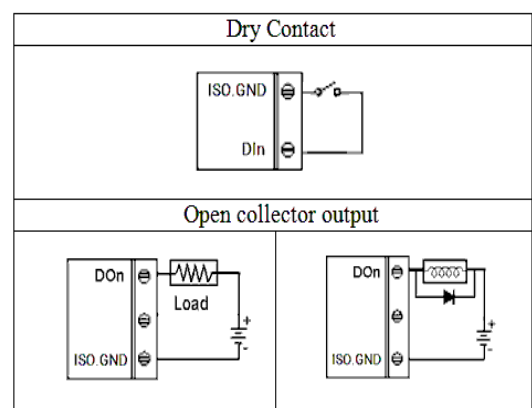 Dry Contact
ISO.GND
DIn
Open collector output
DOn
Load
+
-
ISO.GND
DOn
+
-
ISO.GND